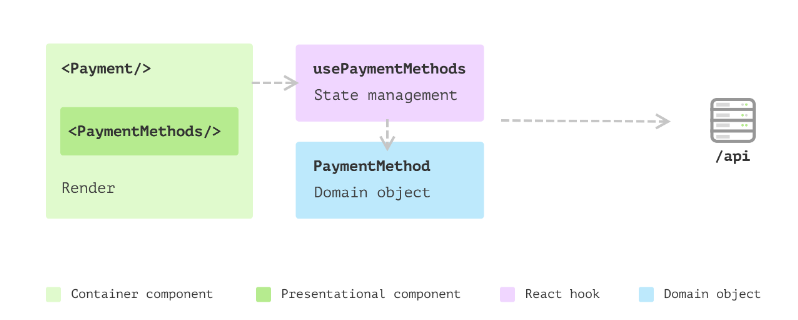 <Payment/>
<PaymentMethods/>
Render
usePaymentMethods
State management
PaymentMethod
Domain object
/api
Container component
Presentational component
React hook
Domain object